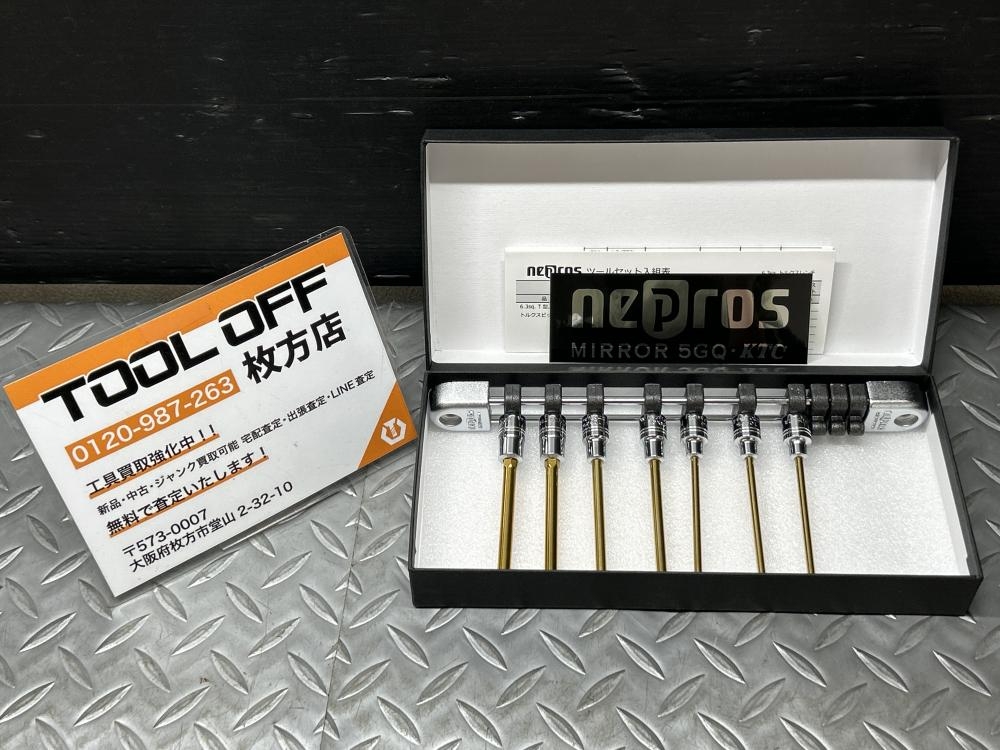 TOOL OFF
0120-987-263 枚方店
工具買取強化中!!
新品・中古・ジャンク買取可能 宅配査定・出張査定・LINE査定
無料で査定いたします!
〒573-0007
大阪府枚方市堂山 2-32-10
nepros ツールセット入組表
6.3sq. T型
nepros
MIRROR 5GQ・KTC